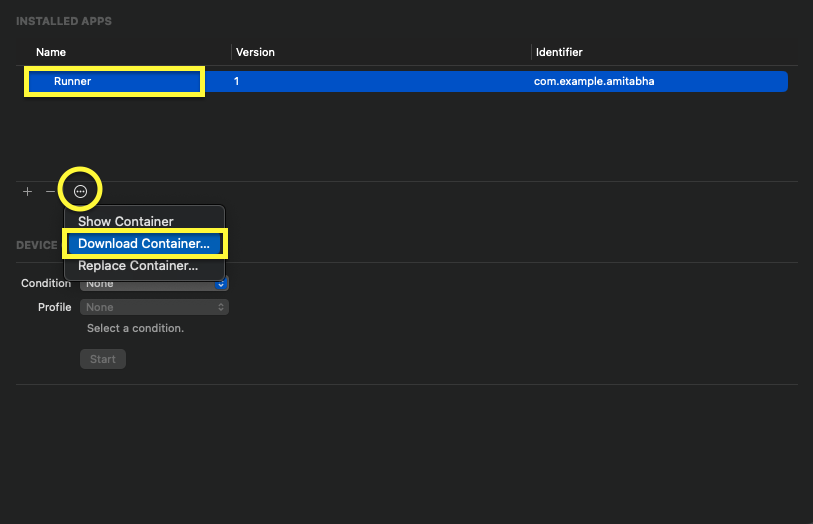 INSTALLED APPS
Name Version Identifier
Runner 1 com.example.amitabha
Show Container
Download Container...
DEVICE
Replace Container...
Condition None
Profile None
Select a condition.
Start